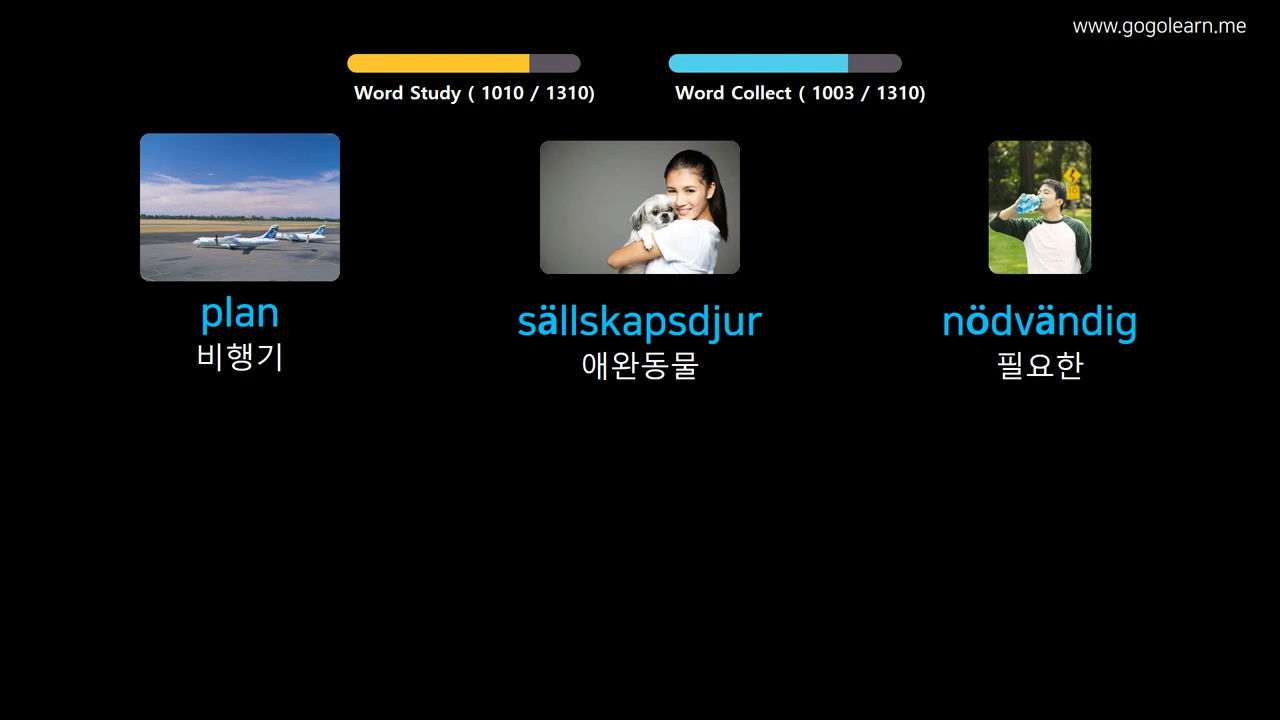 www.gogolearn.me
Word Study ( 1010 / 1310)
Word Collect ( 1003 / 1310)
plan
비행기
sällskapsdjur
애완동물
nödvändig
필요한